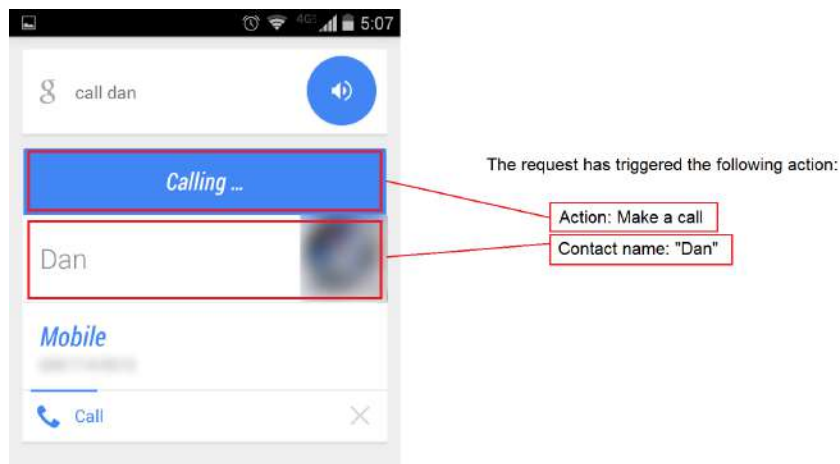 4G 5:07
g call dan
Calling ...
Dan
Mobile
Call
The request has triggered the following action:
Action: Make a call
Contact name: "Dan"